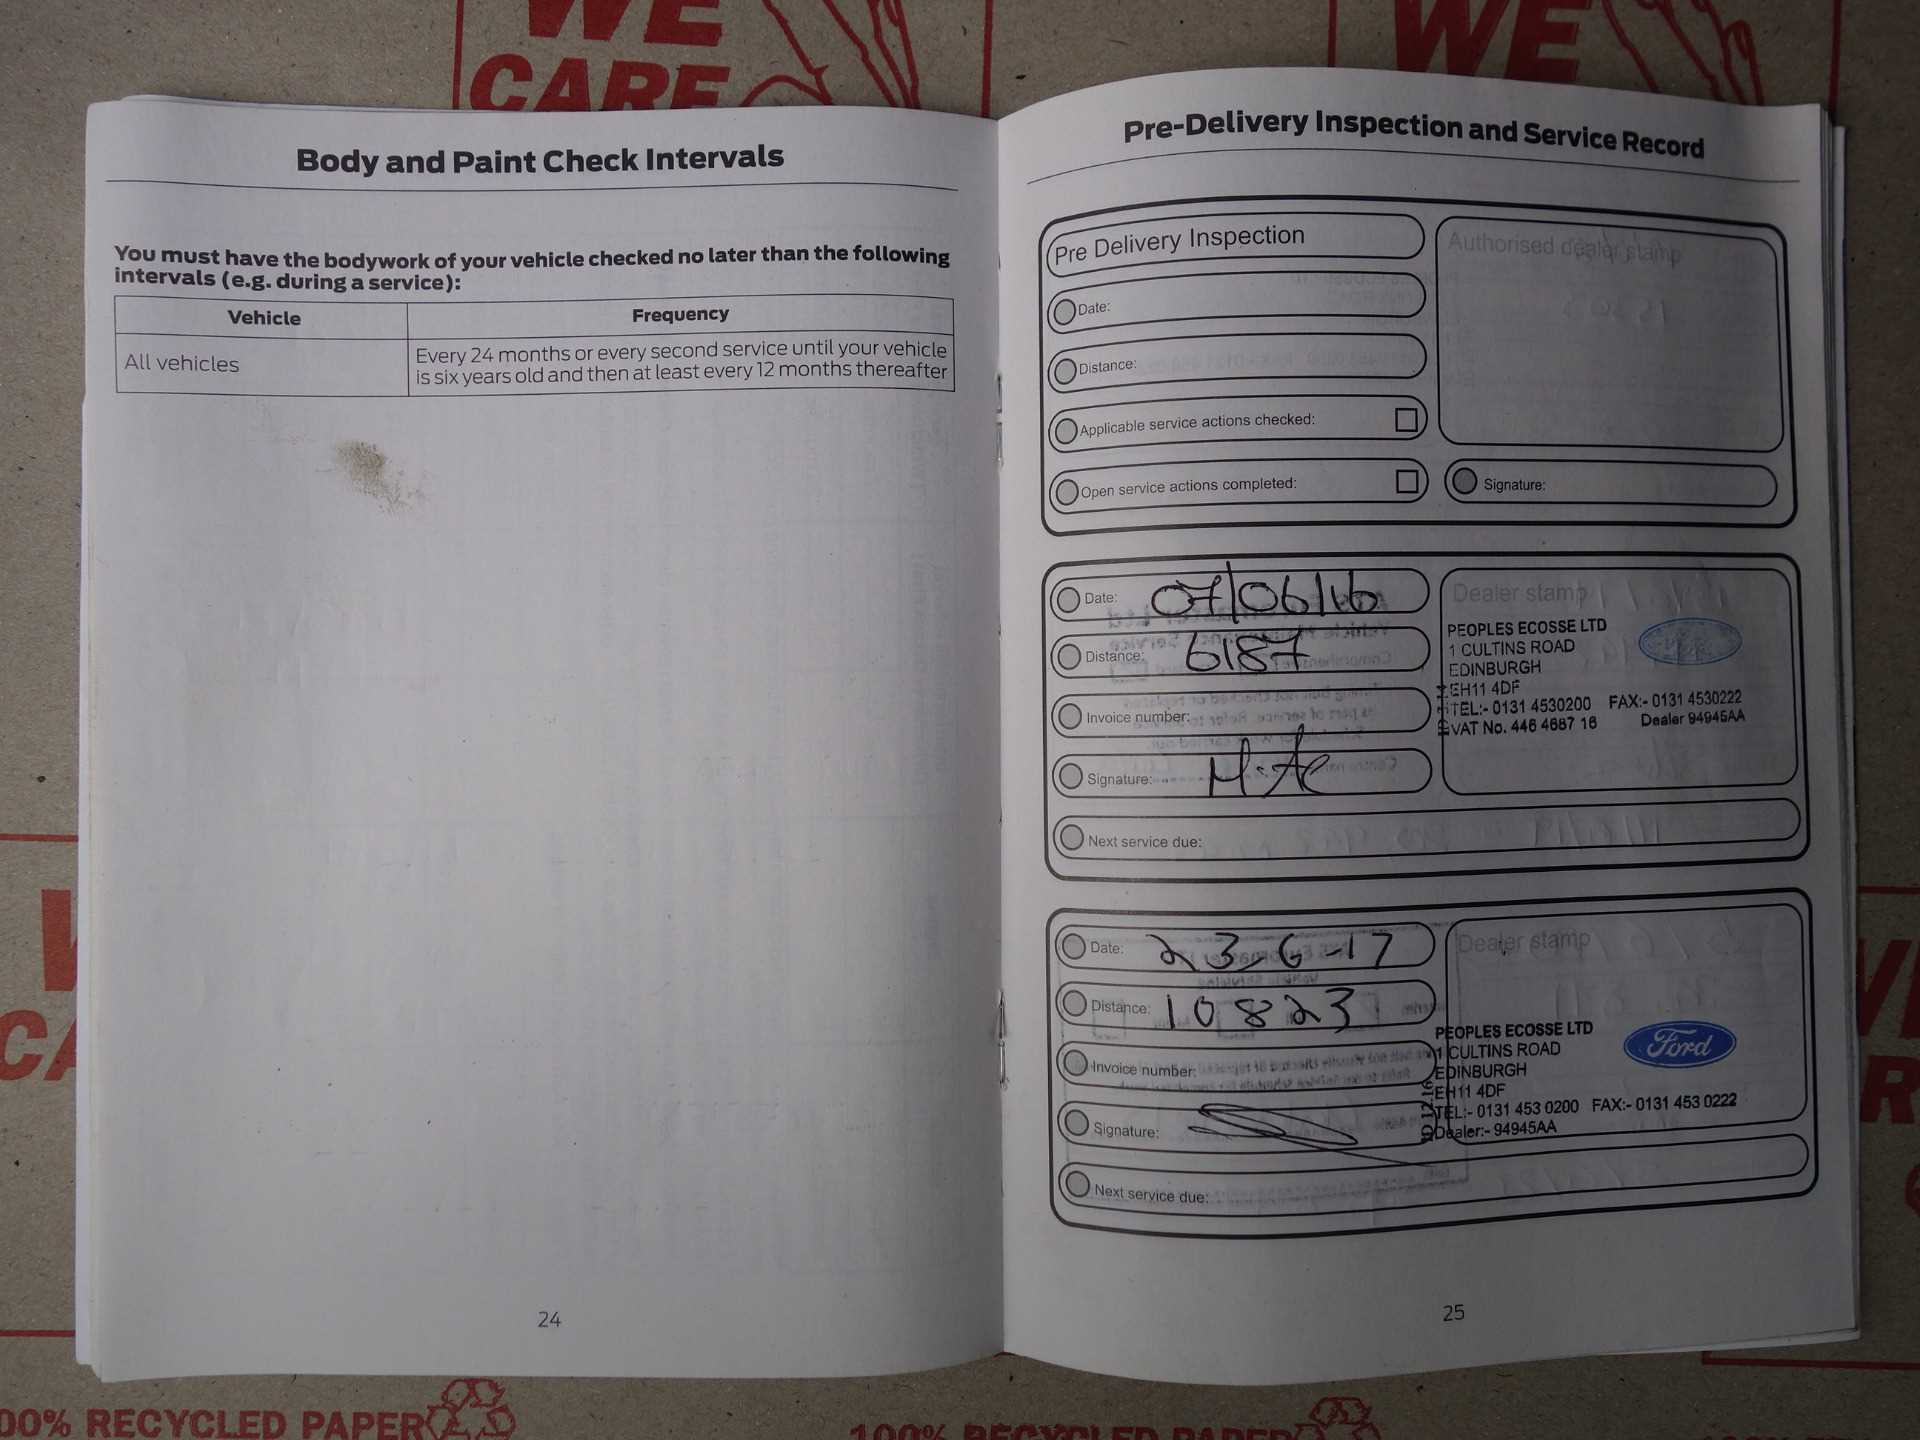 WE
CARE
WE
Body and Paint Check Intervals
You must have the bodywork of your vehicle checked no later than the following
intervals (e.g. during a service):
Vehicle
Frequency
All vehicles
Every 24 months or every second service until your vehicle
is six years old and then at least every 12 months thereafter
24
Pre-Delivery Inspection and Service Record
Pre Delivery Inspection
Authorised dealer stamp
Date:
Distance:
Applicable service actions checked:
Open service actions completed:
Signature:
Date: 07/06/16
Distance: 6187
Invoice number:
Signature:
Dealer stamp
PEOPLES ECOSSE LTD
1 CULTINS ROAD
EDINBURGH
EH11 4DF
TEL:- 0131 4530200 FAX:- 0131 4530222
VAT No. 446 4687 16 Dealer 94945AA
Next service due:
Date: 23-6-17
Distance: 10823
Invoice number:
Signature:
Dealer stamp
PEOPLES ECOSSE LTD
1 CULTINS ROAD
EDINBURGH
EH11 4DF
TEL:- 0131 453 0200 FAX:- 0131 453 0222
Dealer:- 94945AA
Ford
Next service due:
25
100% RECYCLED PAPER
100% RECYCLED PAPER